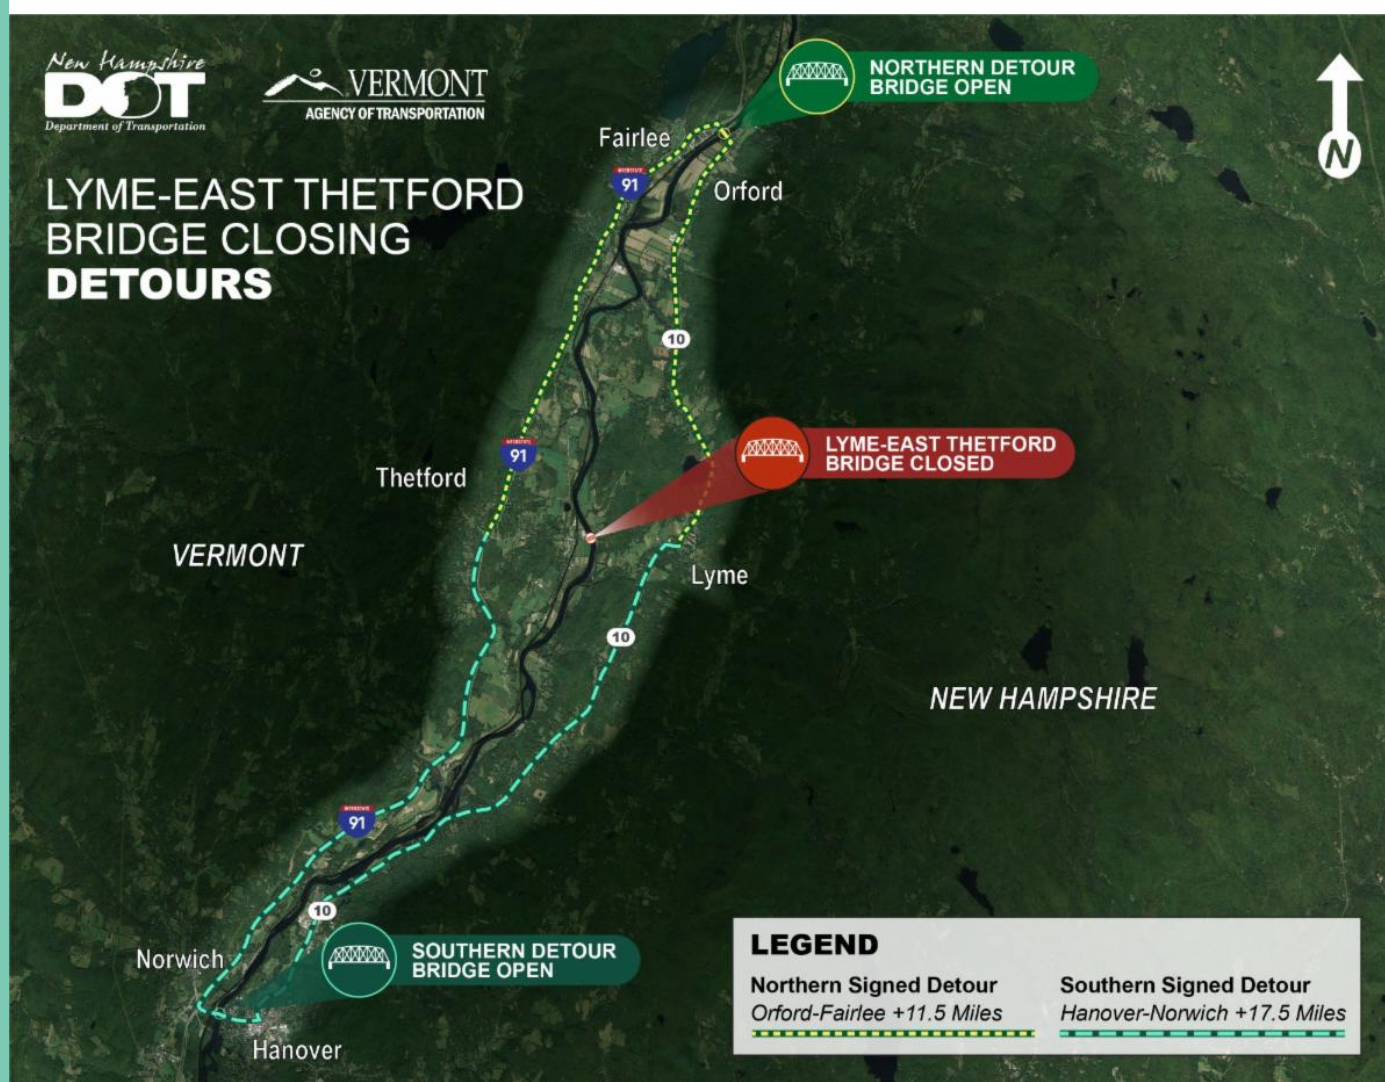 New Hampshire
DOT
Department of Transportation
VERMONT
AGENCY OF TRANSPORTATION
LYME-EAST THETFORD
BRIDGE CLOSING
DETOURS
NORTHERN DETOUR
BRIDGE OPEN
N
Fairlee
INTERSTATE
91
Orford
10
INTERSTATE
91
Thetford
LYME-EAST THETFORD
BRIDGE CLOSED
VERMONT
Lyme
10
NEW HAMPSHIRE
INTERSTATE
91
10
Norwich
SOUTHERN DETOUR
BRIDGE OPEN
Hanover
LEGEND
Northern Signed Detour
Orford-Fairlee +11.5 Miles
Southern Signed Detour
Hanover-Norwich +17.5 Miles